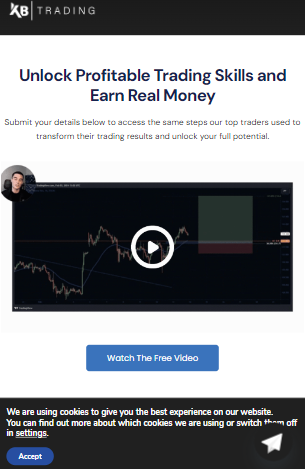 KB TRADING
Unlock Profitable Trading Skills and
Earn Real Money
Submit your details below to access the same steps our top traders used to
transform their trading results and unlock your full potential.
Watch The Free Video
We are using cookies to give you the best experience on our website.
You can find out more about which cookies we are using or switch them off
in settings.
Accept